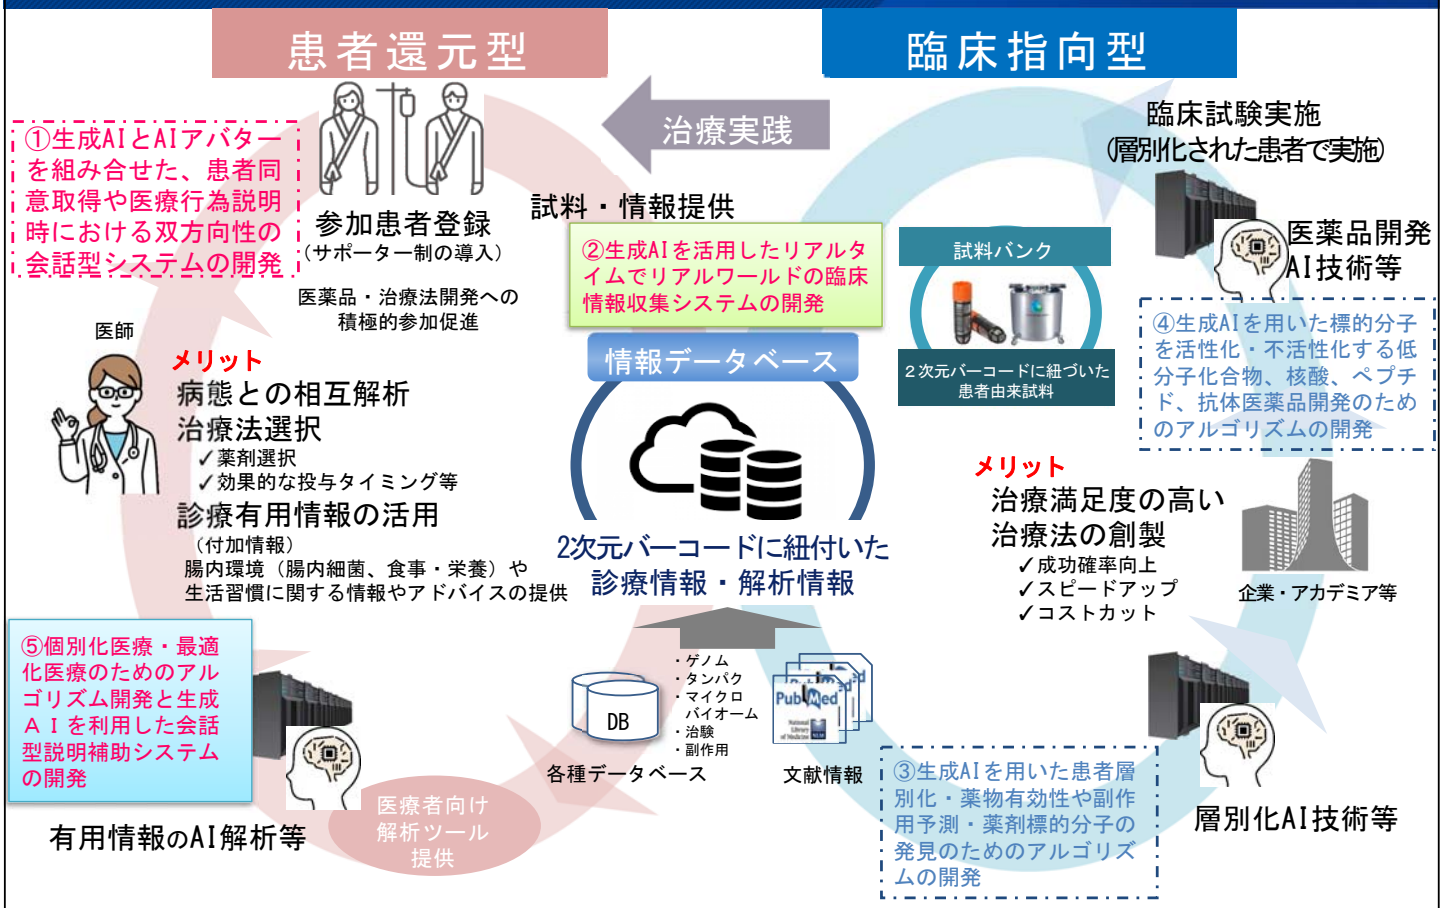 患者還元型
臨床指向型
治療実践
①生成AIとAIアバター
を組み合せた、患者同
意取得や医療行為説明
時における双方向性の
会話型システムの開発
参加患者登録
(サポーター制の導入)
医薬品・治療法開発への
積極的参加促進
試料・情報提供
②生成AIを活用したリアルタ
イムでリアルワールドの臨床
情報収集システムの開発
試料バンク
2次元バーコードに紐づいた
患者由来試料
臨床試験実施
(層別化された患者で実施)
医薬品開発
AI技術等
④生成AIを用いた標的分子
を活性化・不活性化する低
分子化合物、核酸、ペプチ
ド、抗体医薬品開発のため
のアルゴリズムの開発
医師
メリット
病態との相互解析
治療法選択
✓薬剤選択
✓効果的な投与タイミング等
診療有用情報の活用
(付加情報)
腸内環境（腸内細菌、食事・栄養）や
生活習慣に関する情報やアドバイスの提供
情報データベース
2次元バーコードに紐付いた
診療情報・解析情報
メリット
治療満足度の高い
治療法の創製
✓成功確率向上
✓スピードアップ
✓コストカット
企業・アカデミア等
⑤個別化医療・最適
化医療のためのアル
ゴリズム開発と生成
ＡＩを利用した会話
型説明補助システム
の開発
有用情報のAI解析等
医療者向け
解析ツール
提供
DB
各種データベース
・ゲノム
・タンパク
・マイクロ
バイオーム
・治験
・副作用
PubMed
National
Library
of Medicine
NLM
文献情報
③生成AIを用いた患者層
別化・薬物有効性や副作
用予測・薬剤標的分子の
発見のためのアルゴリズ
ムの開発
層別化AI技術等